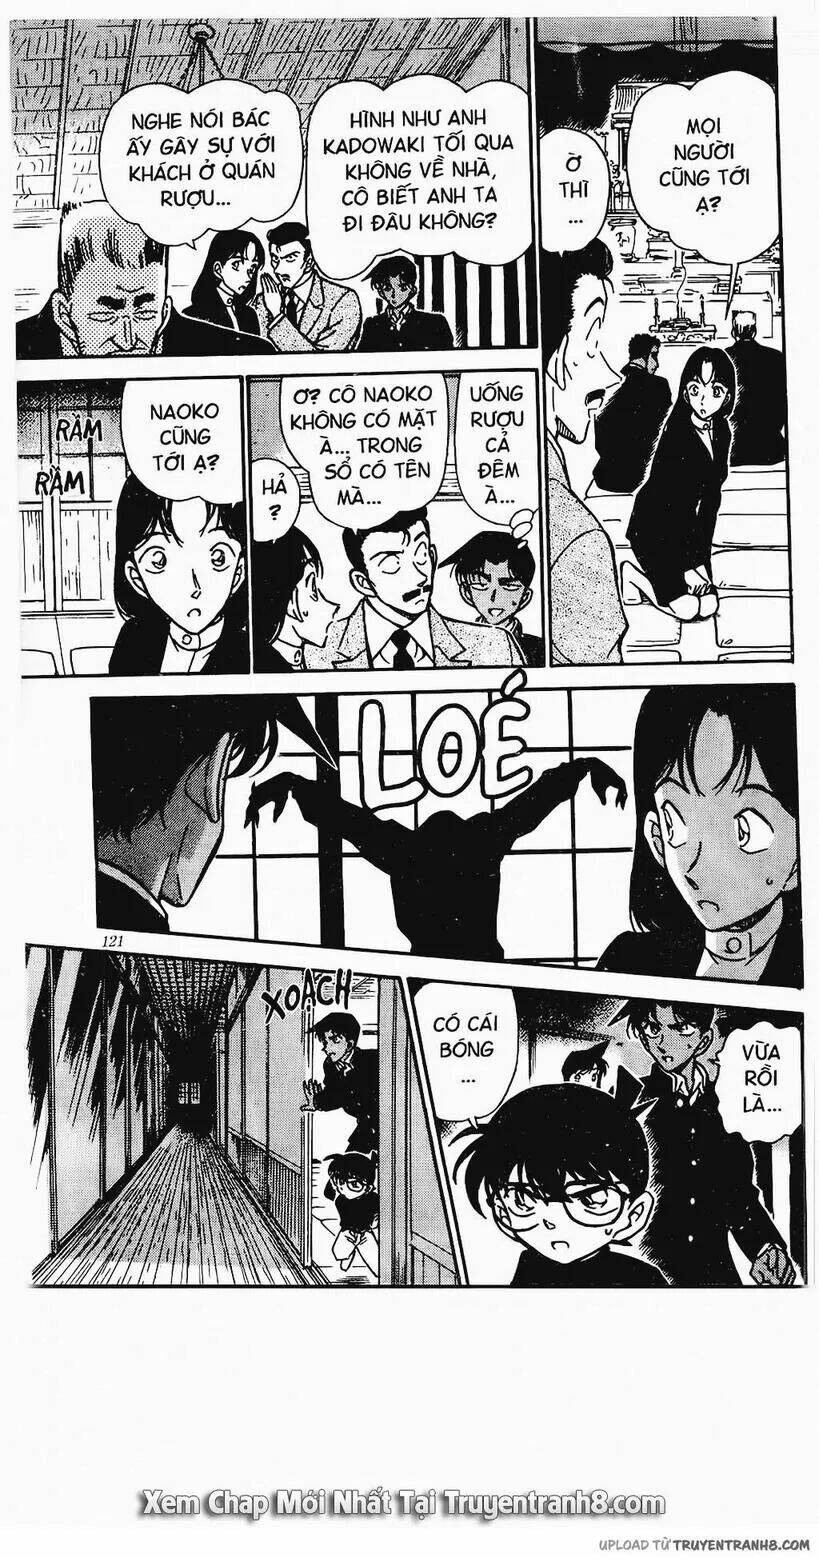 MỌI
NGƯỜI
CŨNG TỚI
Ạ?
Ờ
THÌ
...
HÌNH NHƯ ANH
KADOWAKI TỐI QUA
KHÔNG VỀ NHÀ,
CÔ BIẾT ANH TA
ĐI ĐÂU KHÔNG?
NGHE NÓI BÁC
ẤY GÂY SỰ VỚI
KHÁCH Ở QUÁN
RƯỢU...
UỐNG
RƯỢU
CẢ
ĐÊM
À...
Ơ? CÔ NAOKO
KHÔNG CÓ MẶT
À... TRONG
SỔ CÓ TÊN
MÀ...
HẢ
?
NAOKO
CŨNG
TỚI Ạ?
RẦM
RẦM
LOÉ
121
VỪA
RỒI
LÀ...
CÓ CÁI
BÓNG
...
XOẠCH
Xem Chap Mới Nhất Tại Truyentranh8.com
UPLOAD TỪ TRUYENTRANH8.COM